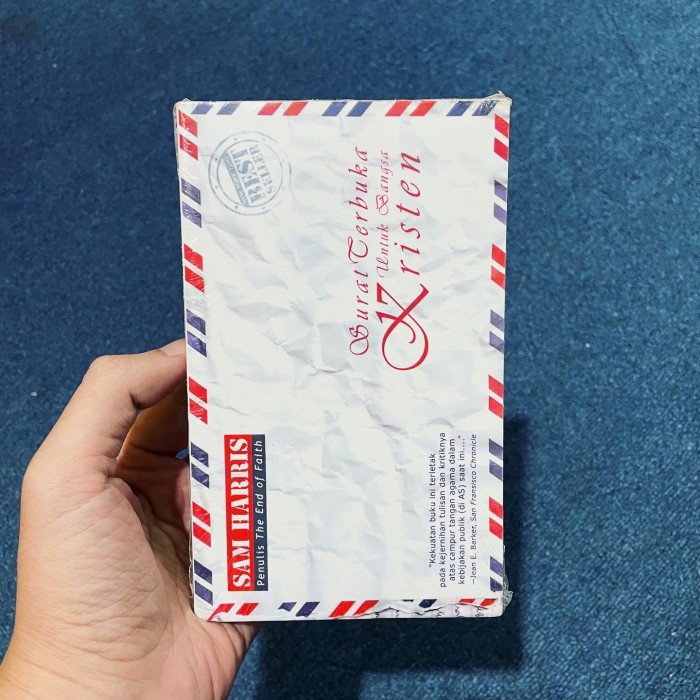 BEST
SELLER
Surat Terbuka
Untuk Bangsa
Kristen
SAM HARRIS
Penulis The End of Faith
"Kekuatan buku ini terletak
pada kejernihan tulisan dan kritiknya
atas campur tangan agama dalam
kebijakan publik (di AS) saat ini...."
—Jean E. Barker, San Fransisco Chronicle